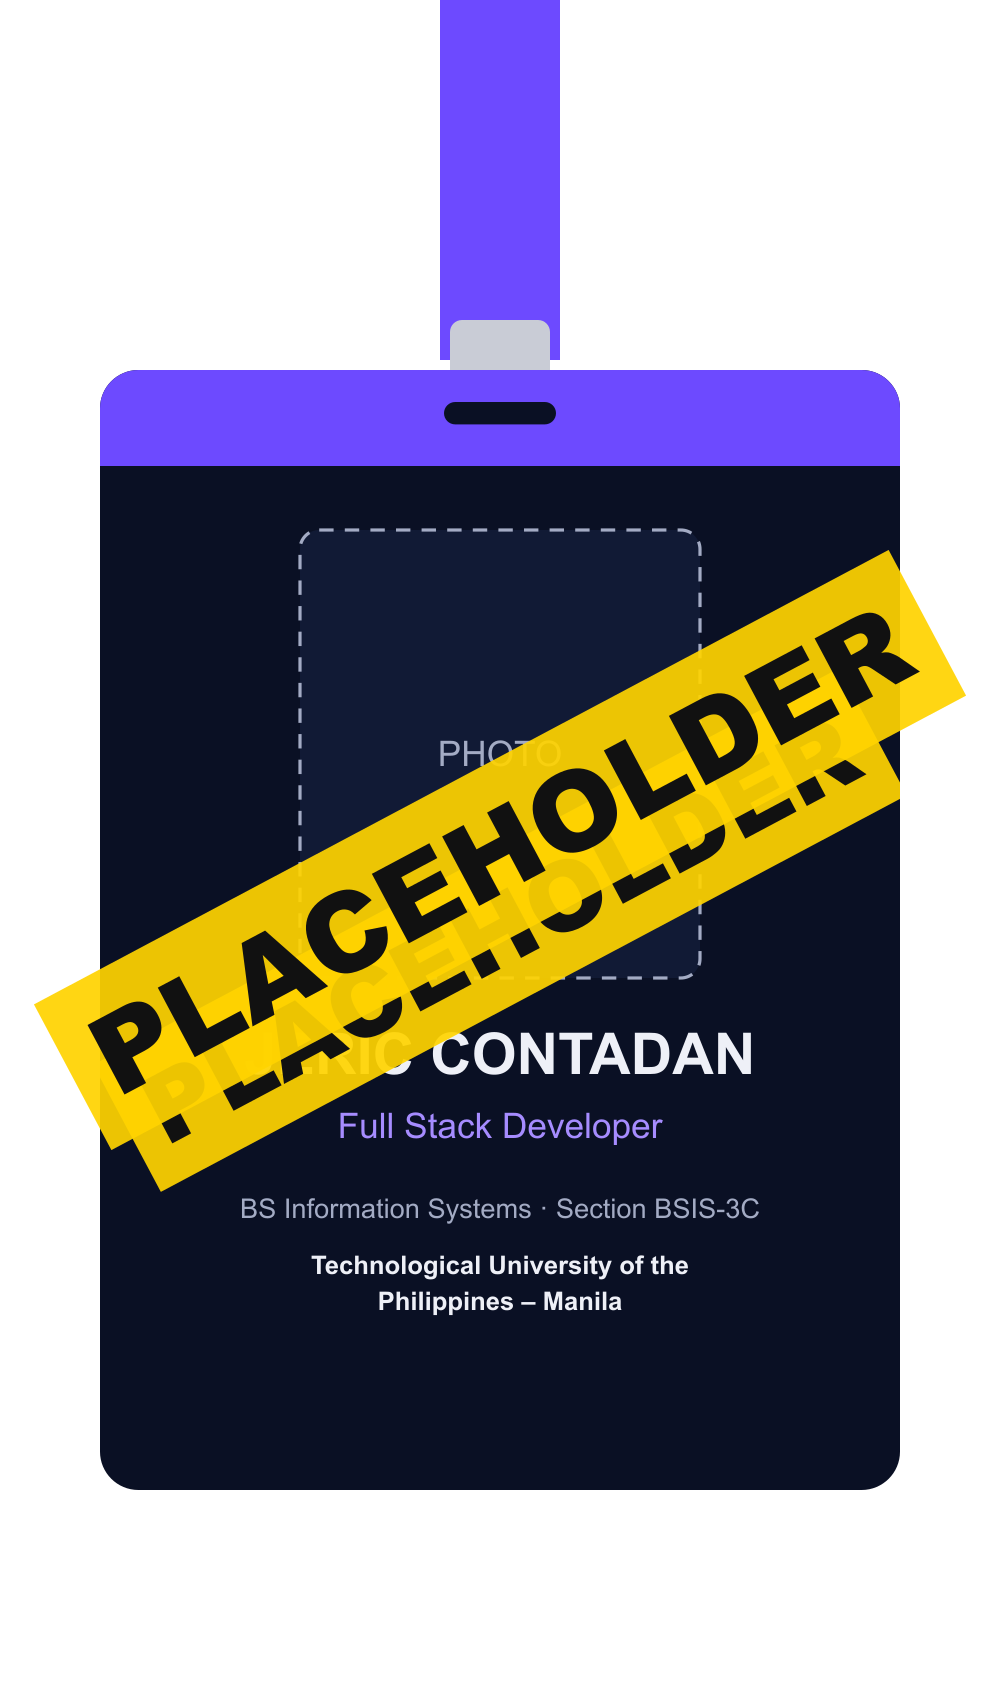 PHOTO
PLACEHOLDER
PLACEHOLDER
CONTADAN
Full Stack Developer
BS Information Systems · Section BSIS-3C
Technological University of the
Philippines – Manila